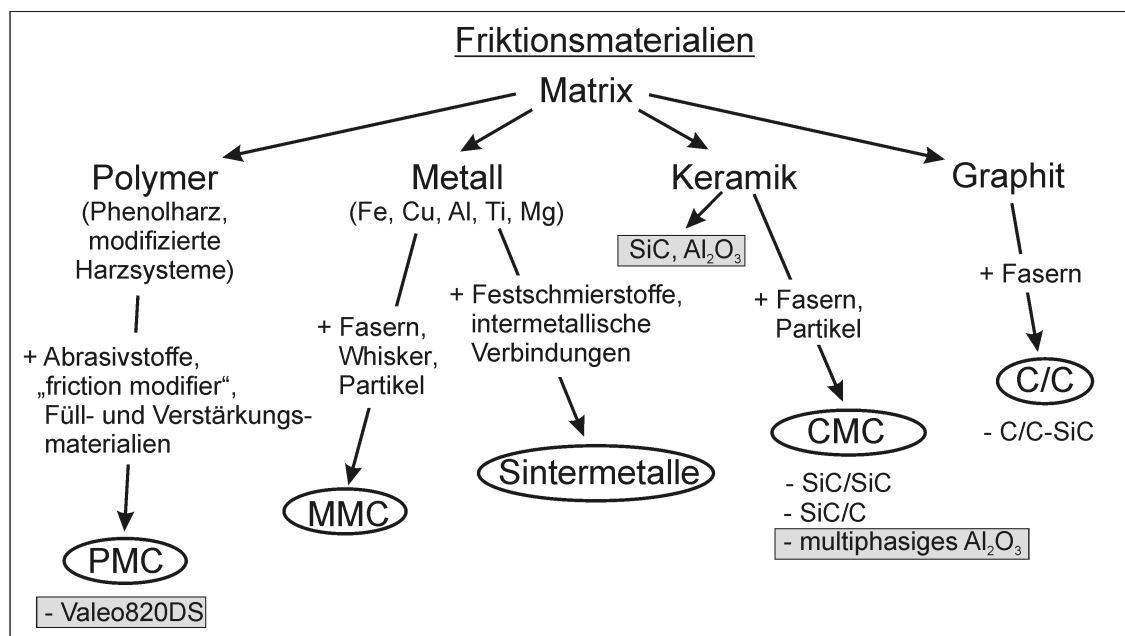 Friktionsmaterialien
Matrix
Polymer
(Phenolharz,
modifizierte
Harzsysteme)
+ Abrasivstoffe,
„friction modifier“,
Füll- und Verstärkungs-
materialien
PMC
- Valeo820DS
Metall
(Fe, Cu, Al, Ti, Mg)
+ Fasern,
Whisker,
Partikel
MMC
+ Festschmierstoffe,
intermetallische
Verbindungen
Sintermetalle
Keramik
SiC, Al₂O₃
+ Fasern,
Partikel
CMC
- SiC/SiC
- SiC/C
- multiphasiges Al₂O₃
Graphit
+ Fasern
C/C
- C/C-SiC